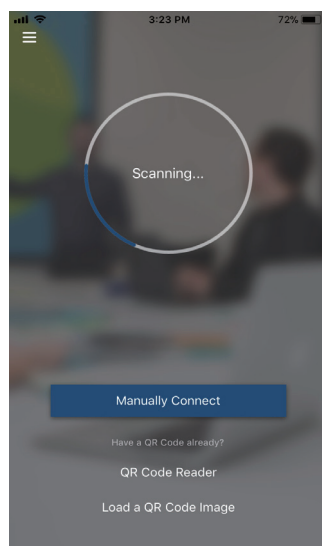 3:23 PM 72%
Scanning...
Manually Connect
Have a QR Code already?
QR Code Reader
Load a QR Code Image